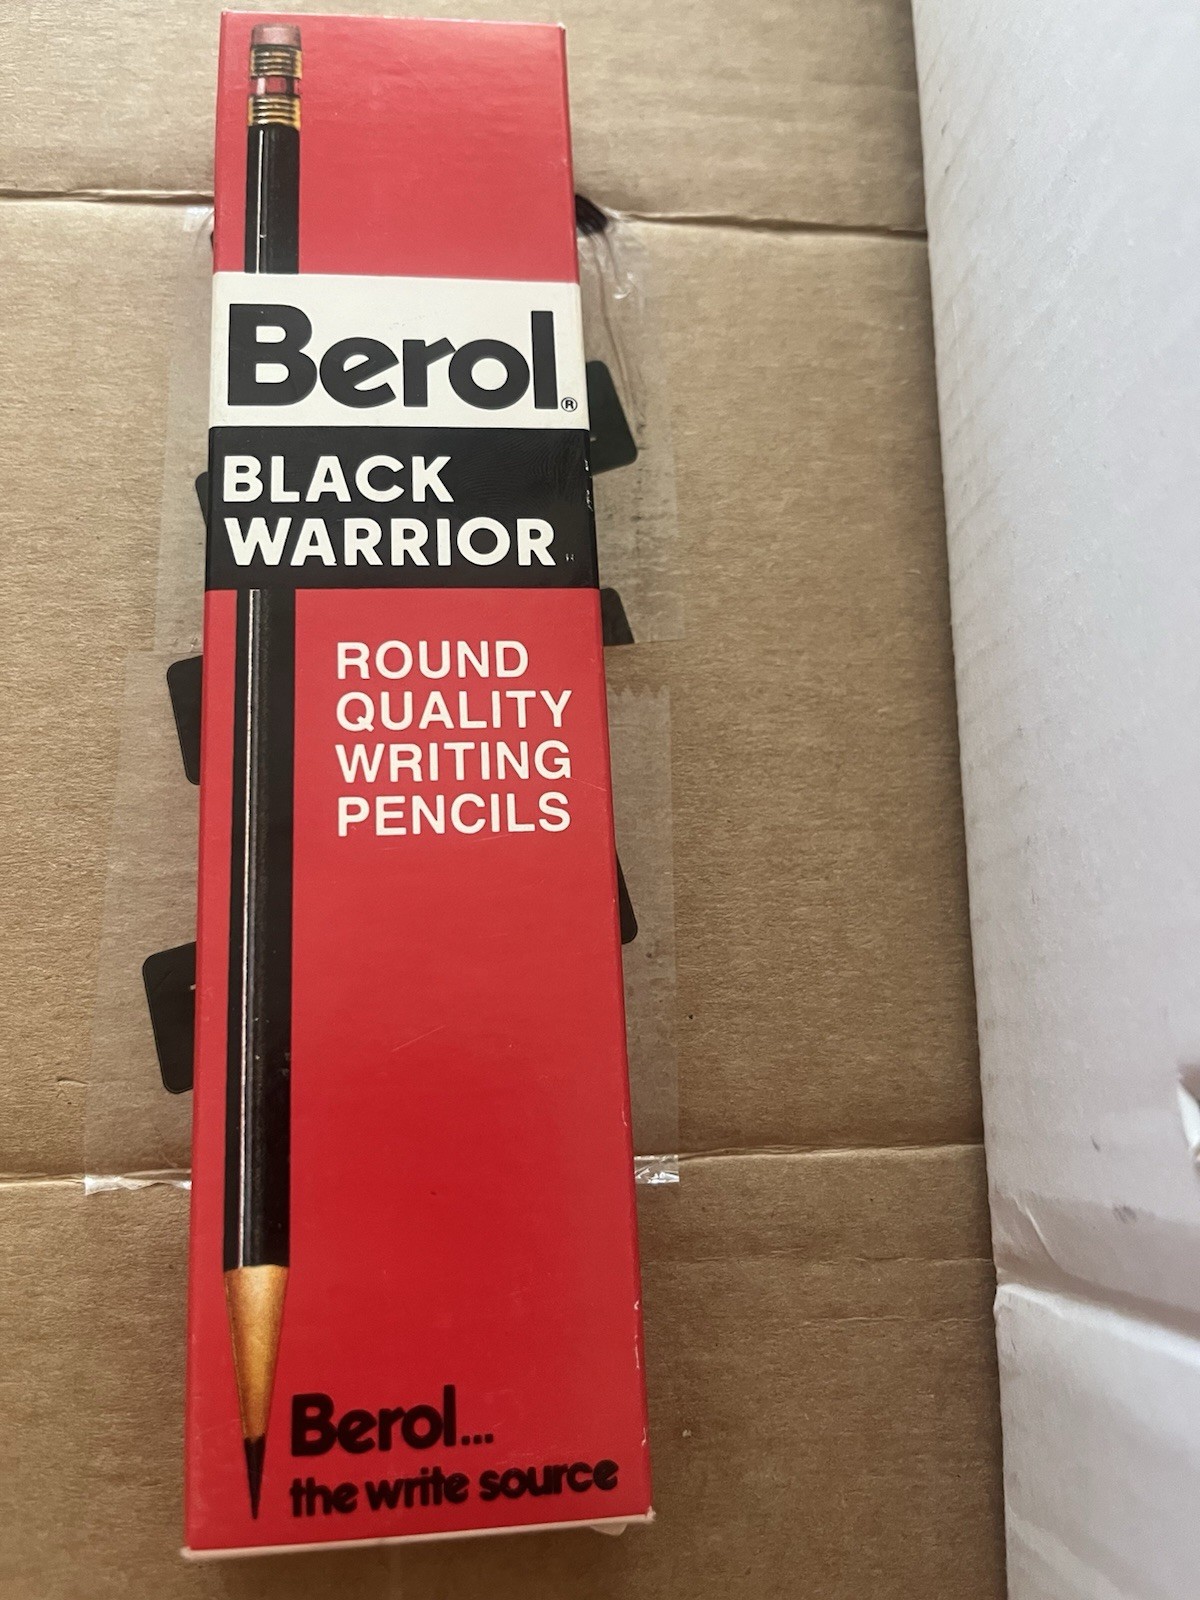 Berol®
BLACK
WARRIOR
ROUND
QUALITY
WRITING
PENCILS
Berol...
the write source